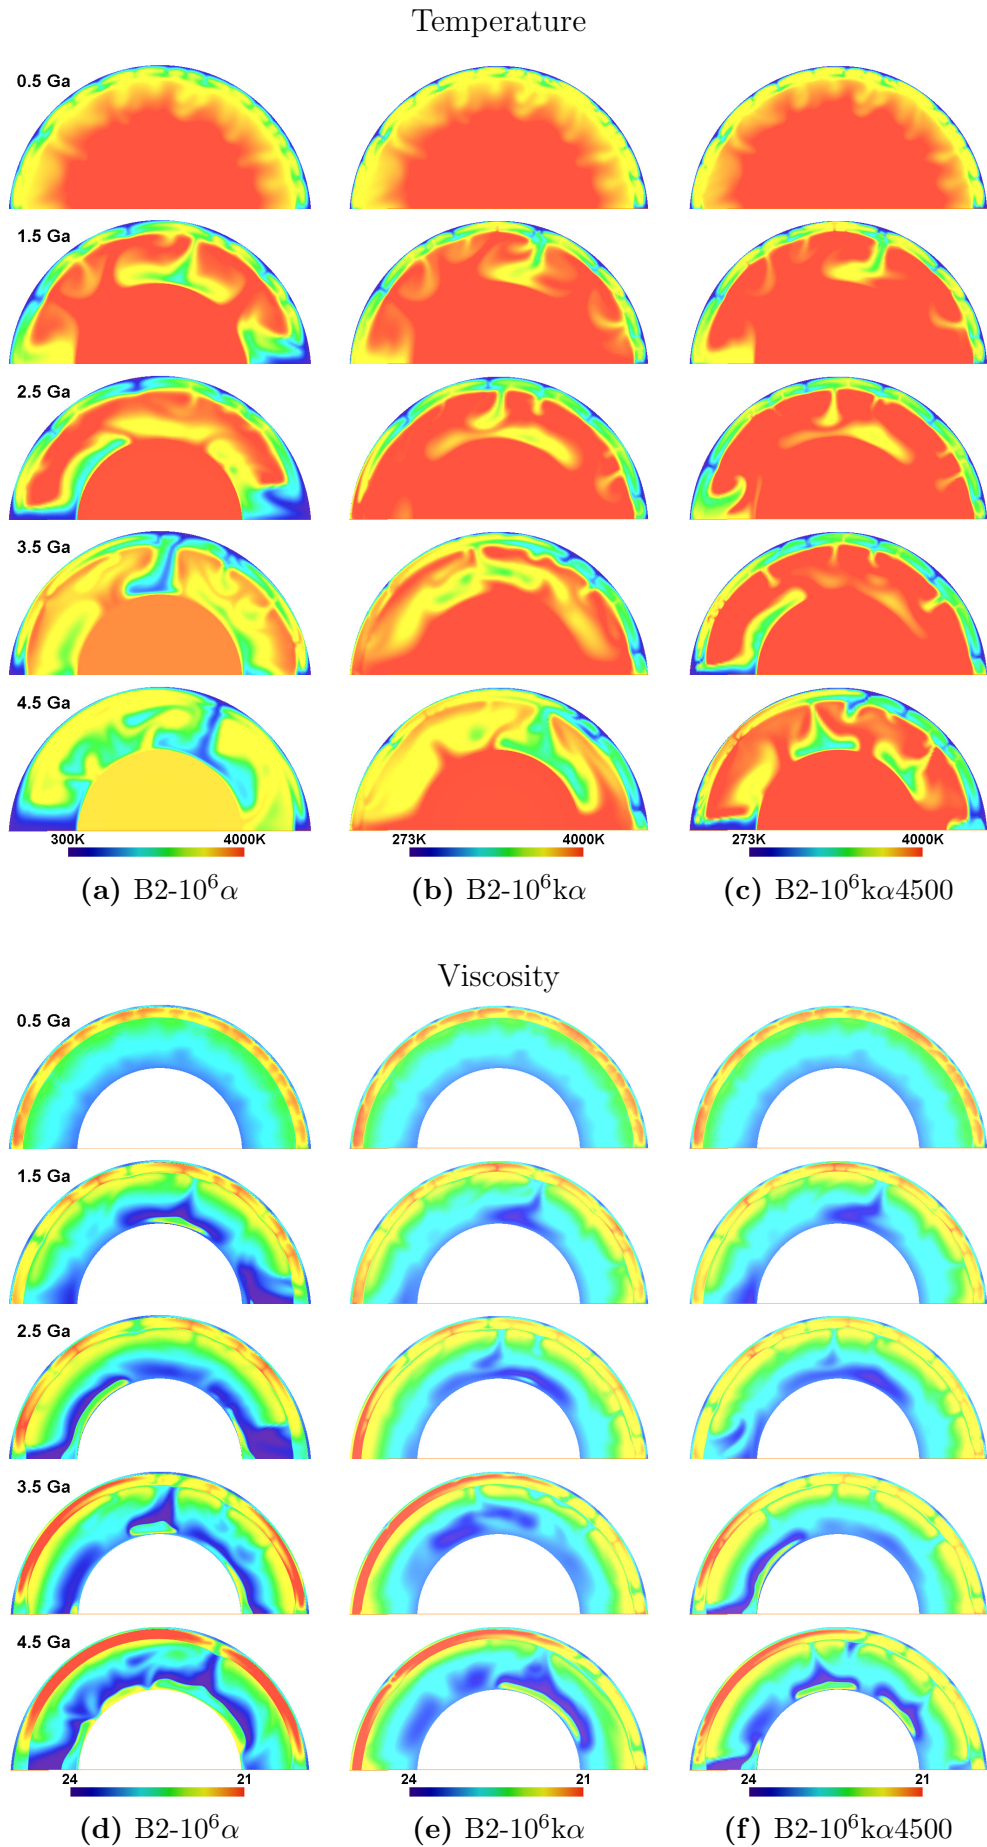 Temperature
0.5 Ga
1.5 Ga
2.5 Ga
3.5 Ga
4.5 Ga
300K 4000K 273K 4030K 273K 4000K
(a) B2-10⁶α (b) B2-10⁶kα (c) B2-10⁶kα4500
Viscosity
0.5 Ga
1.5 Ga
2.5 Ga
3.5 Ga
4.5 Ga
24 21 24 21 24 21
(d) B2-10⁶α (e) B2-10⁶kα (f) B2-10⁶kα4500